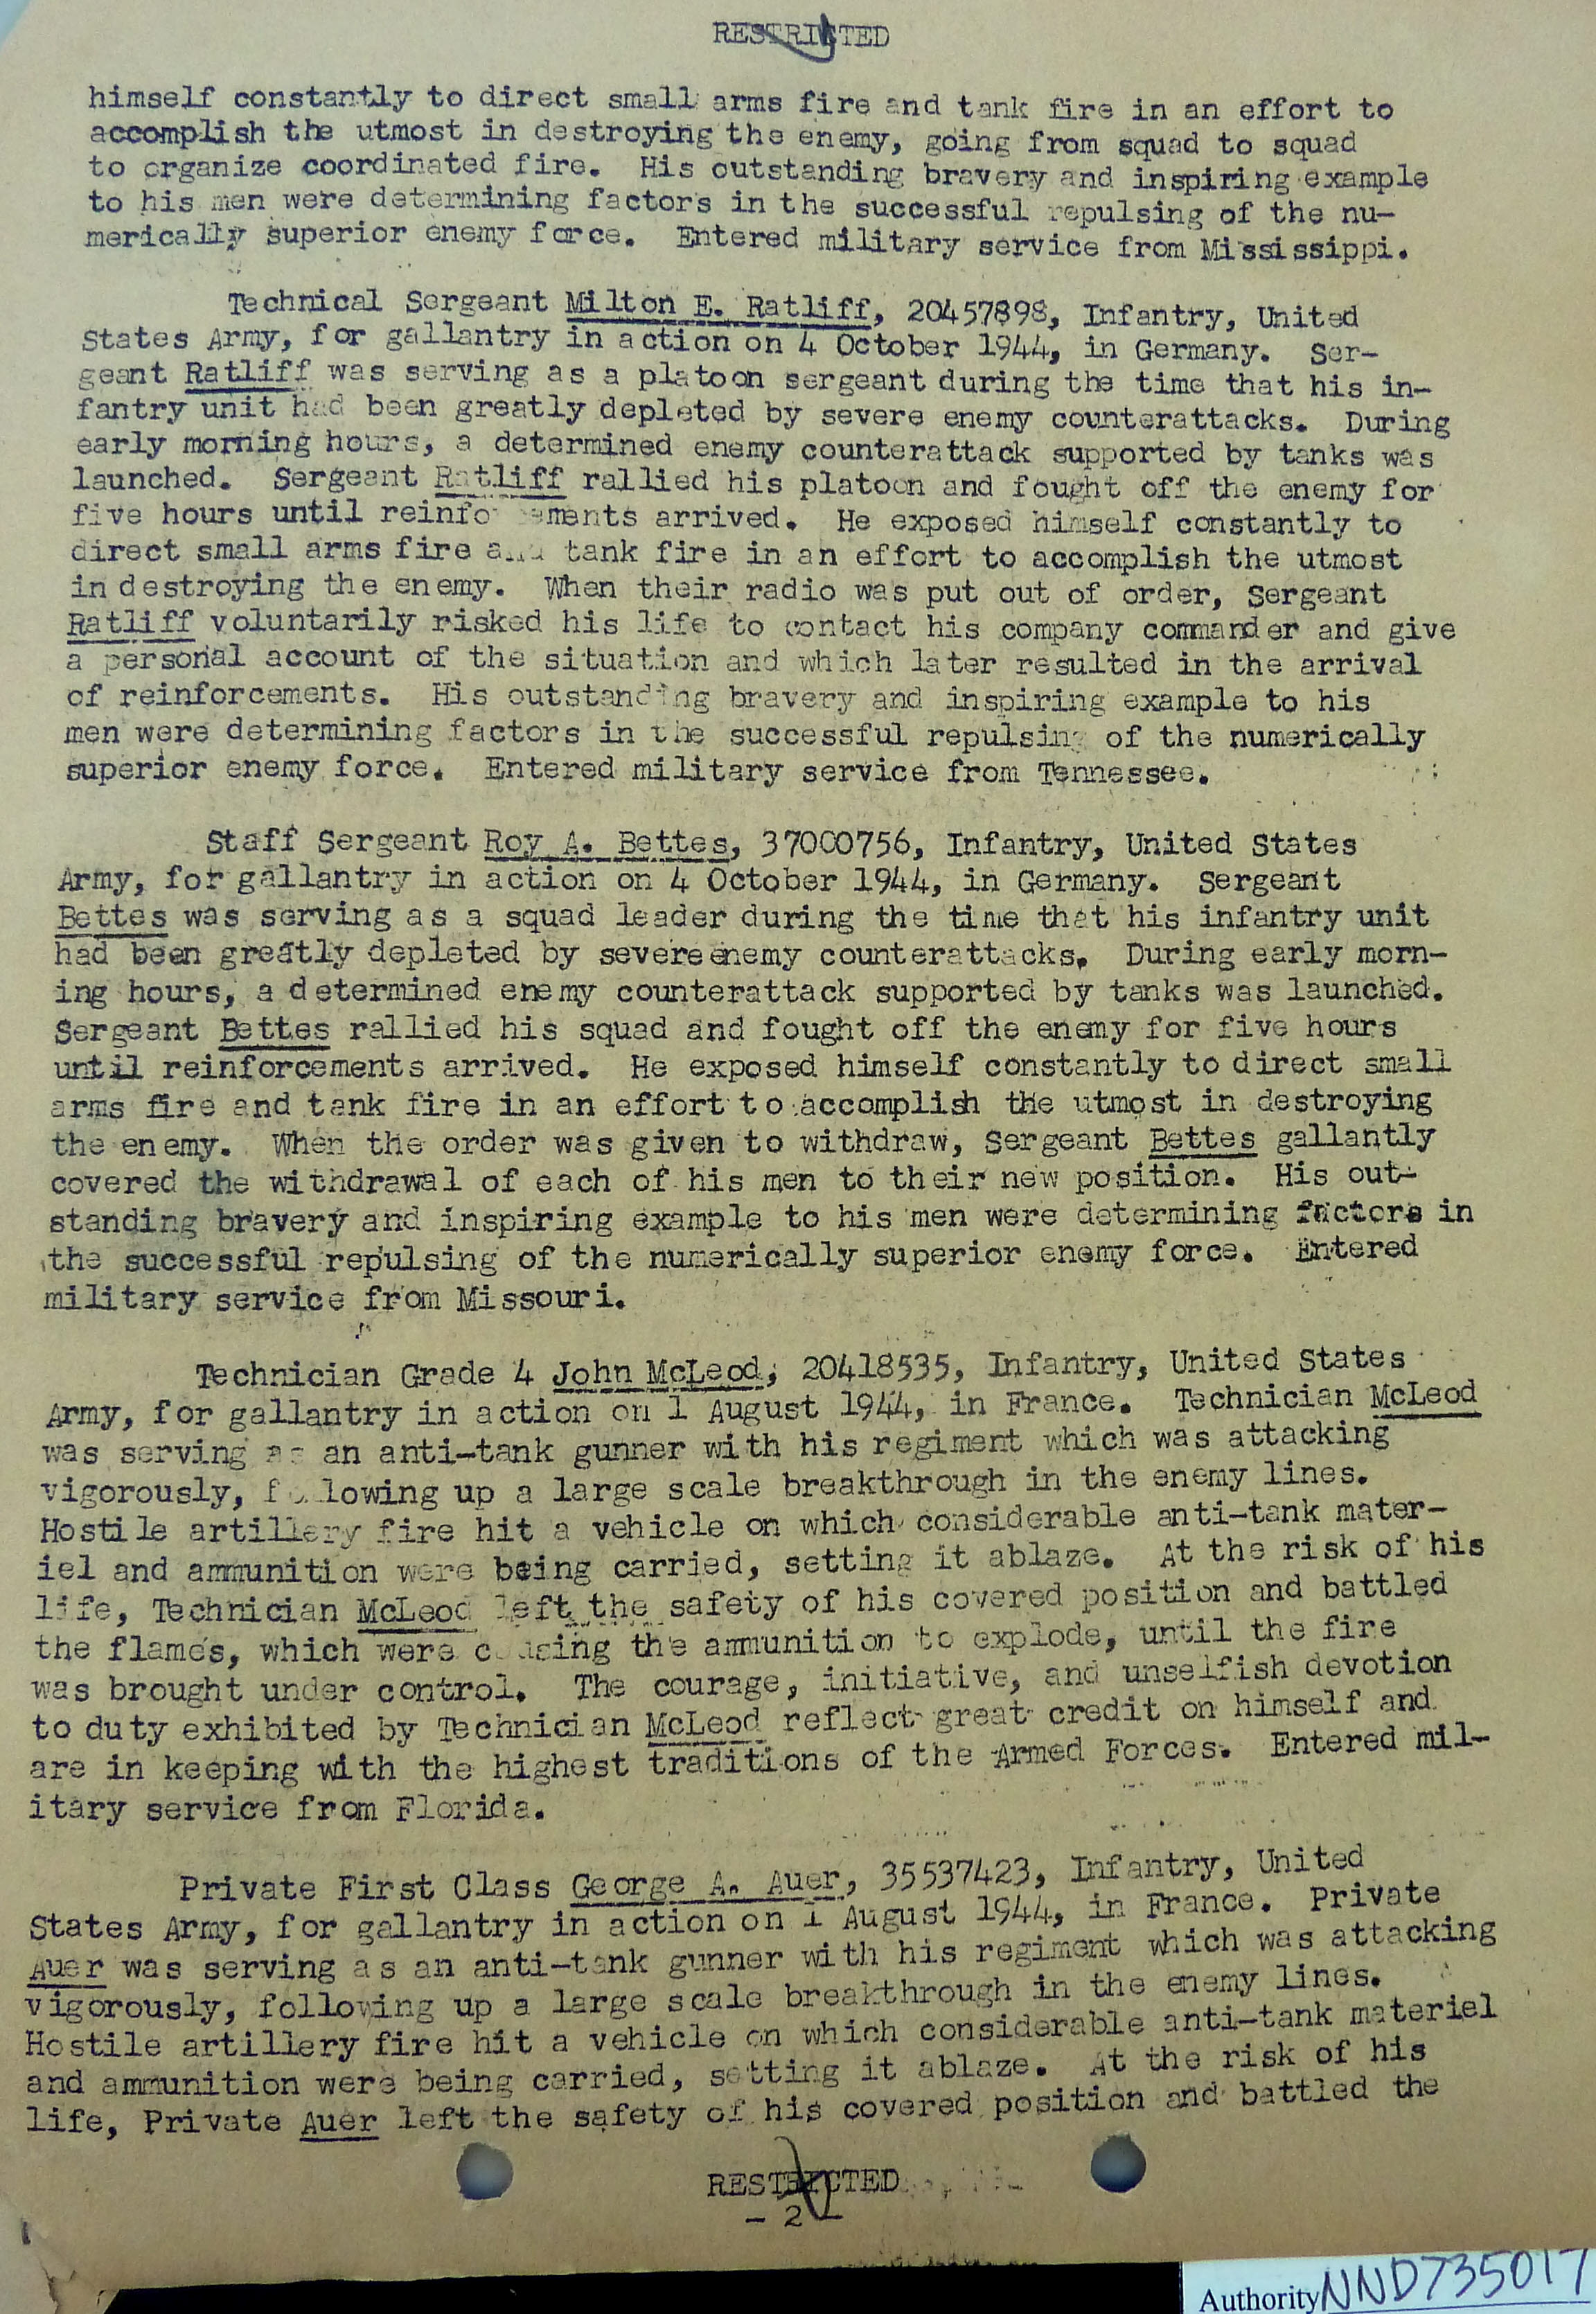 RESTRICTED
himself constantly to direct small arms fire and tank fire in an effort to
accomplish the utmost in destroying the enemy, going from squad to squad
to organize coordinated fire. His outstanding bravery and inspiring example
to his men were determining factors in the successful repulsing of the nu-
merically superior enemy force. Entered military service from Mississippi.
Technical Sergeant Milton E. Ratliff, 20457898, Infantry, United
States Army, for gallantry in action on 4 October 1944, in Germany. Ser-
geant Ratliff was serving as a platoon sergeant during the time that his in-
fantry unit had been greatly depleted by severe enemy counterattacks. During
early morning hours, a determined enemy counterattack supported by tanks was
launched. Sergeant Ratliff rallied his platoon and fought off the enemy for
five hours until reinforcements arrived. He exposed himself constantly to
direct small arms fire and tank fire in an effort to accomplish the utmost
in destroying the enemy. When their radio was put out of order, Sergeant
Ratliff voluntarily risked his life to contact his company commander and give
a personal account of the situation and which later resulted in the arrival
of reinforcements. His outstanding bravery and inspiring example to his
men were determining factors in the successful repulsing of the numerically
superior enemy force. Entered military service from Tennessee.
Staff Sergeant Roy A. Bettes, 37000756, Infantry, United States
Army, for gallantry in action on 4 October 1944, in Germany. Sergeant
Bettes was serving as a squad leader during the time that his infantry unit
had been greatly depleted by severe enemy counterattacks. During early morn-
ing hours, a determined enemy counterattack supported by tanks was launched.
Sergeant Bettes rallied his squad and fought off the enemy for five hours
until reinforcements arrived. He exposed himself constantly to direct small
arms fire and tank fire in an effort to accomplish the utmost in destroying
the enemy. When the order was given to withdraw, Sergeant Bettes gallantly
covered the withdrawal of each of his men to their new position. His out-
standing bravery and inspiring example to his men were determining factors in
the successful repulsing of the numerically superior enemy force. Entered
military service from Missouri.
Technician Grade 4 John McLeod, 20418535, Infantry, United States
Army, for gallantry in action on 1 August 1944, in France. Technician McLeod
was serving as an anti-tank gunner with his regiment which was attacking
vigorously, following up a large scale breakthrough in the enemy lines.
Hostile artillery fire hit a vehicle on which considerable anti-tank mater-
iel and ammunition were being carried, setting it ablaze. At the risk of his
life, Technician McLeod left the safety of his covered position and battled
the flames, which were causing the ammunition to explode, until the fire
was brought under control. The courage, initiative, and unselfish devotion
to duty exhibited by Technician McLeod reflect great credit on himself and
are in keeping with the highest traditions of the Armed Forces. Entered mil-
itary service from Florida.
Private First Class George A. Auer, 35537423, Infantry, United
States Army, for gallantry in action on 1 August 1944, in France. Private
Auer was serving as an anti-tank gunner with his regiment which was attacking
vigorously, following up a large scale breakthrough in the enemy lines.
Hostile artillery fire hit a vehicle on which considerable anti-tank materiel
and ammunition were being carried, setting it ablaze. At the risk of his
life, Private Auer left the safety of his covered position and battled the
RESTRICTED
- 2 -
Authority NND735017